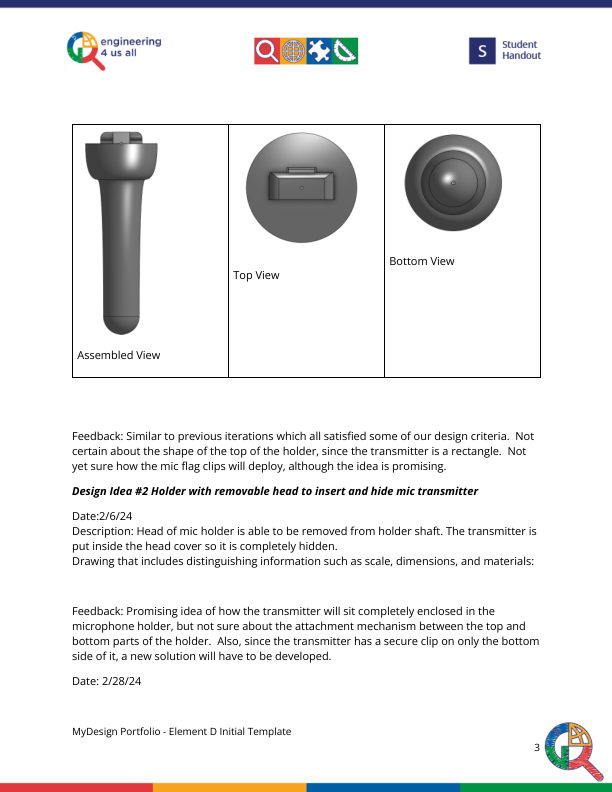 engineering
4 us all
S
Student
Handout
Assembled View
Top View
Bottom View
Feedback: Similar to previous iterations which all satisfied some of our design criteria.  Not
certain about the shape of the top of the holder, since the transmitter is a rectangle.  Not
yet sure how the mic flag clips will deploy, although the idea is promising.
Design Idea #2 Holder with removable head to insert and hide mic transmitter
Date:2/6/24
Description: Head of mic holder is able to be removed from holder shaft. The transmitter is
put inside the head cover so it is completely hidden.
Drawing that includes distinguishing information such as scale, dimensions, and materials:
Feedback: Promising idea of how the transmitter will sit completely enclosed in the
microphone holder, but not sure about the attachment mechanism between the top and
bottom parts of the holder.  Also, since the transmitter has a secure clip on only the bottom
side of it, a new solution will have to be developed.
Date: 2/28/24
MyDesign Portfolio - Element D Initial Template
3